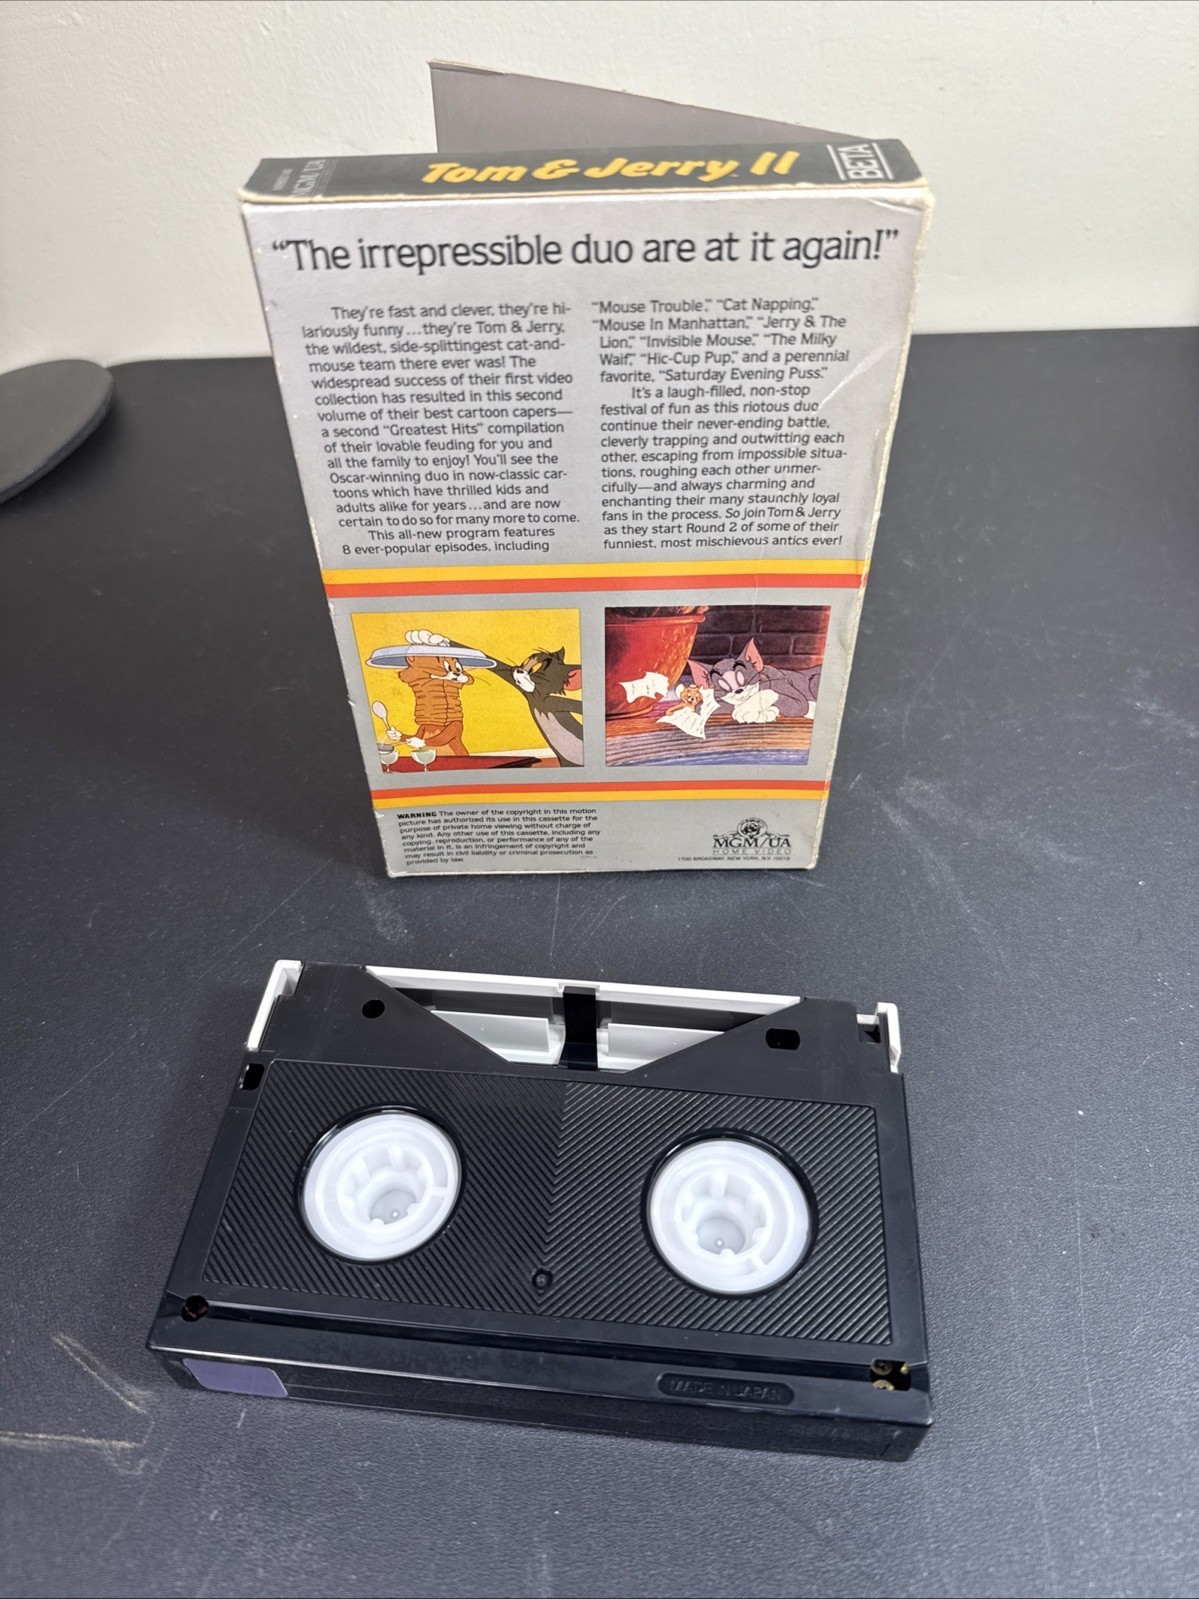 MGM/UA
Tom & Jerry II
BETA
“The irrepressible duo are at it again!”
They're fast and clever, they're hi-
lariously funny...they're Tom & Jerry,
the wildest, side-splittingest cat-and-
mouse team there ever was! The
widespread success of their first video
collection has resulted in this second
volume of their best cartoon capers—
a second “Greatest Hits” compilation
of their lovable feuding for you and
all the family to enjoy! You'll see the
Oscar-winning duo in now-classic car-
toons which have thrilled kids and
adults alike for years...and are now
certain to do so for many more to come.
This all-new program features
8 ever-popular episodes, including
“Mouse Trouble,” “Cat Napping,”
“Mouse In Manhattan,” “Jerry & The
Lion,” “Invisible Mouse,” “The Milky
Waif,” “Hic-Cup Pup,” and a perennial
favorite, “Saturday Evening Puss.”
It's a laugh-filled, non-stop
festival of fun as this riotous duo
continue their never-ending battle,
cleverly trapping and outwitting each
other, escaping from impossible situa-
tions, roughing each other unmer-
cifully—and always charming and
enchanting their many staunchly loyal
fans in the process. So join Tom & Jerry
as they start Round 2 of some of their
funniest, most mischievous antics ever!
WARNING The owner of the copyright in this motion
picture has authorized its use in this cassette for the
purpose of private home viewing without charge of
any kind. Any other use of this cassette, including any
copying, reproduction, or performance of any of the
material in it, is an infringement of copyright and
may result in civil liability or criminal prosecution as
provided by law.
MGM/UA
HOME VIDEO
1700 BROADWAY, NEW YORK, N.Y. 10019
MADE IN JAPAN